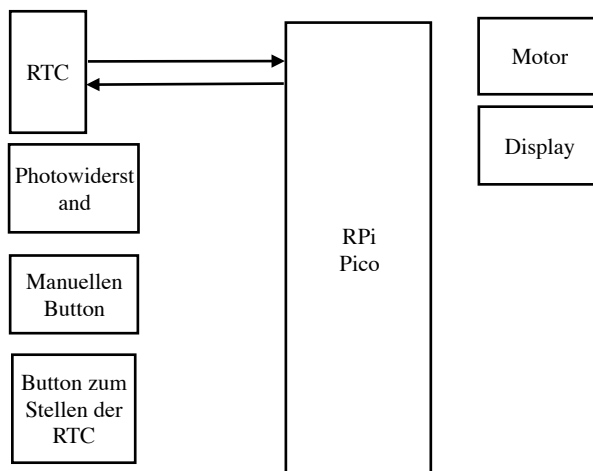 RTC
Photowiderst
and
Manuellen
Button
Button zum
Stellen der
RTC
RPi
Pico
Motor
Display